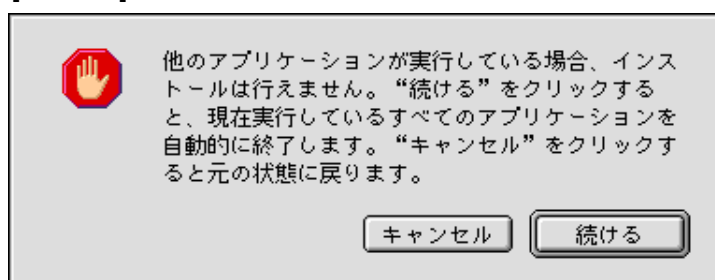 他のアプリケーションが実行している場合、インス
トールは行えません。“続ける”をクリックする
と、現在実行しているすべてのアプリケーションを
自動的に終了します。“キャンセル”をクリックす
ると元の状態に戻ります。
キャンセル
続ける